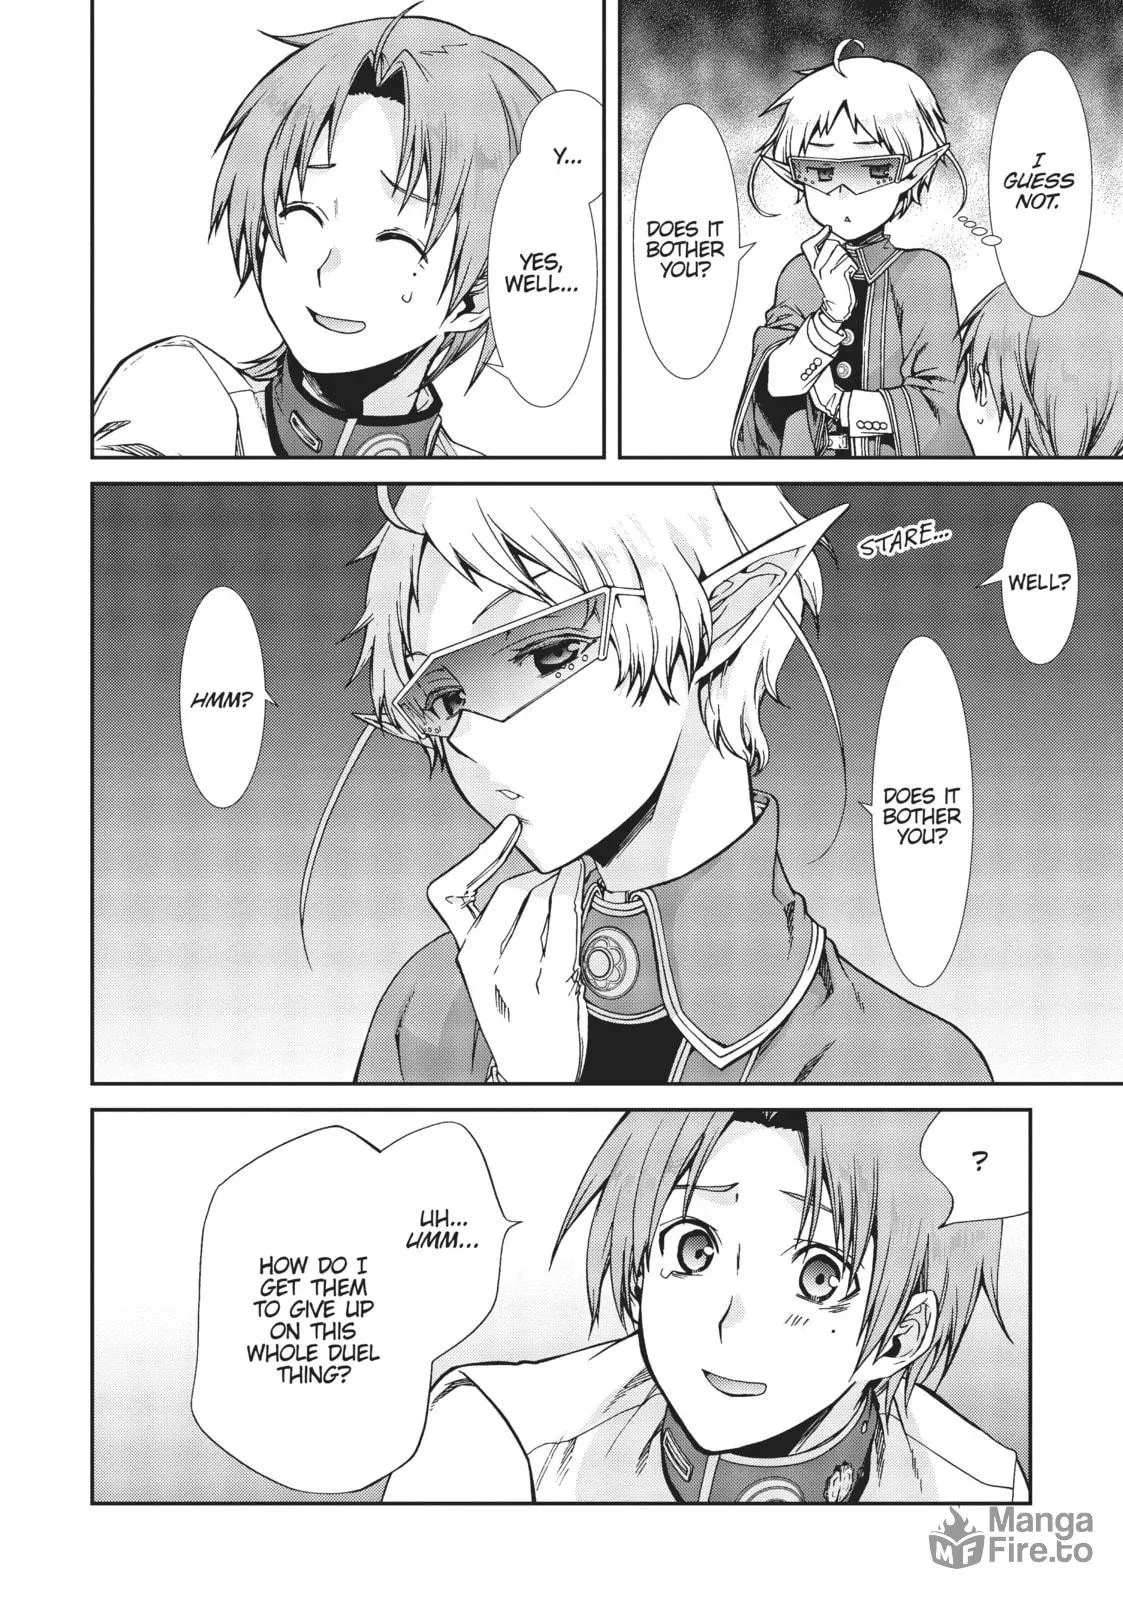 I
GUESS
NOT.
DOES IT
BOTHER
YOU?
Y...
YES,
WELL...
STARE...
WELL?
DOES IT
BOTHER
YOU?
HMM?
?
UH...
UMM...
HOW DO I
GET THEM
TO GIVE UP
ON THIS
WHOLE DUEL
THING?
Manga
MF Fire.to